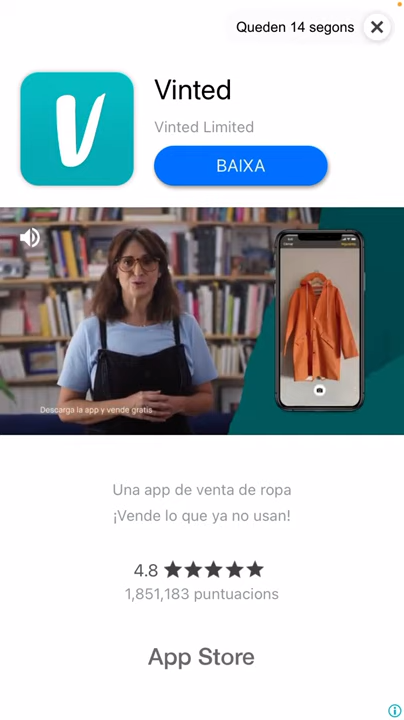 Queden 14 segons
Vinted
Vinted Limited
BAIXA
Descarga la app y vende gratis
Una app de venta de ropa
¡Vende lo que ya no usan!
4.8
1,851,183 puntuacions
App Store